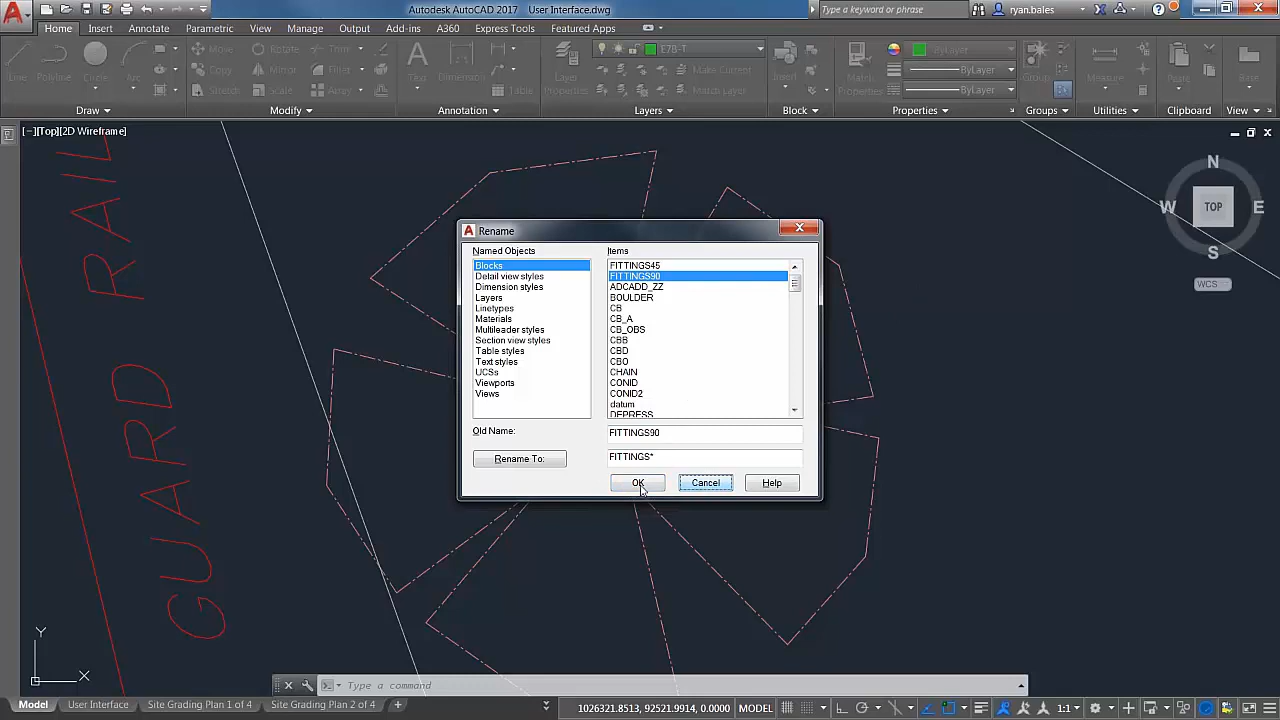 Autodesk AutoCAD 2017 User Interface.dwg
Type a keyword or phrase
ryan.bales
Home Insert Annotate Parametric View Manage Output Add-ins A360 Express Tools Featured Apps
Line Polyline Circle Arc
Move Rotate Trim
Copy Mirror Fillet
Stretch Scale Array
Text Dimension
Table
Layer Properties
E78-T
Make Current
Match Layer
Insert
Match Properties
ByLayer
ByLayer
ByLayer
Group
Measure
Paste
Base
Draw Modify Annotation Layers Block Properties Groups Utilities Clipboard View
[−][Top][2D Wireframe]
GUARD RAIL
N
W TOP E
S
WCS
Rename
Named Objects
Blocks
Detail view styles
Dimension styles
Layers
Linetypes
Materials
Multileader styles
Section view styles
Table styles
Text styles
UCSs
Viewports
Views
Items
FITTINGS45
FITTINGS90
ADCADD_ZZ
BOULDER
CB
CB_A
CB_OBS
CBB
CBD
CBO
CHAIN
CONID
CONID2
datum
DEPRESS
Old Name: FITTINGS90
Rename To: FITTINGS*
OK Cancel Help
Y
X
Type a command
Model User Interface Site Grading Plan 1 of 4 Site Grading Plan 2 of 4 +
1026321.8513, 92521.9914, 0.0000 MODEL 1:1